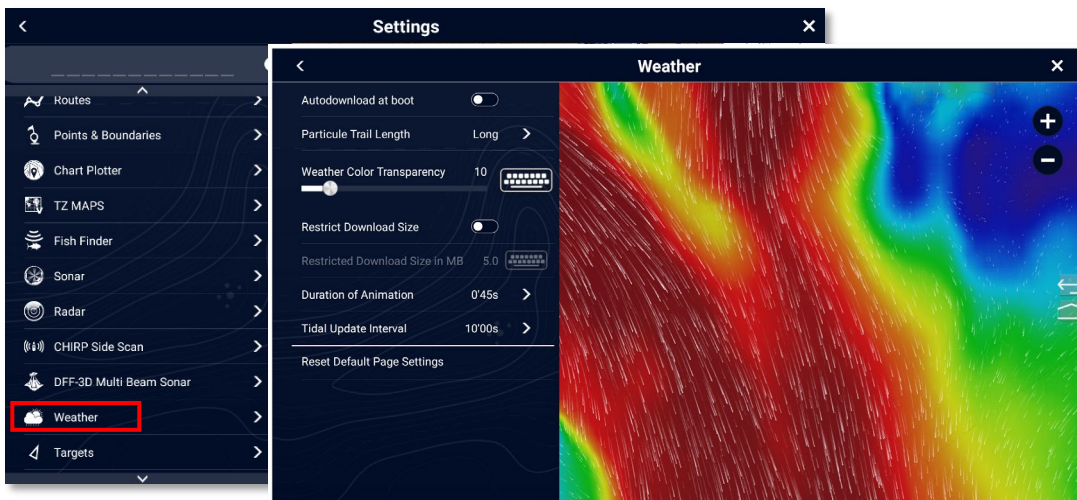 Settings
Routes
Points & Boundaries
Chart Plotter
TZ MAPS
Fish Finder
Sonar
Radar
CHIRP Side Scan
DFF-3D Multi Beam Sonar
Weather
Targets
Weather
Autodownload at boot
Particule Trail Length Long
Weather Color Transparency 10
Restrict Download Size
Restricted Download Size in MB 5.0
Duration of Animation 0'45s
Tidal Update Interval 10'00s
Reset Default Page Settings